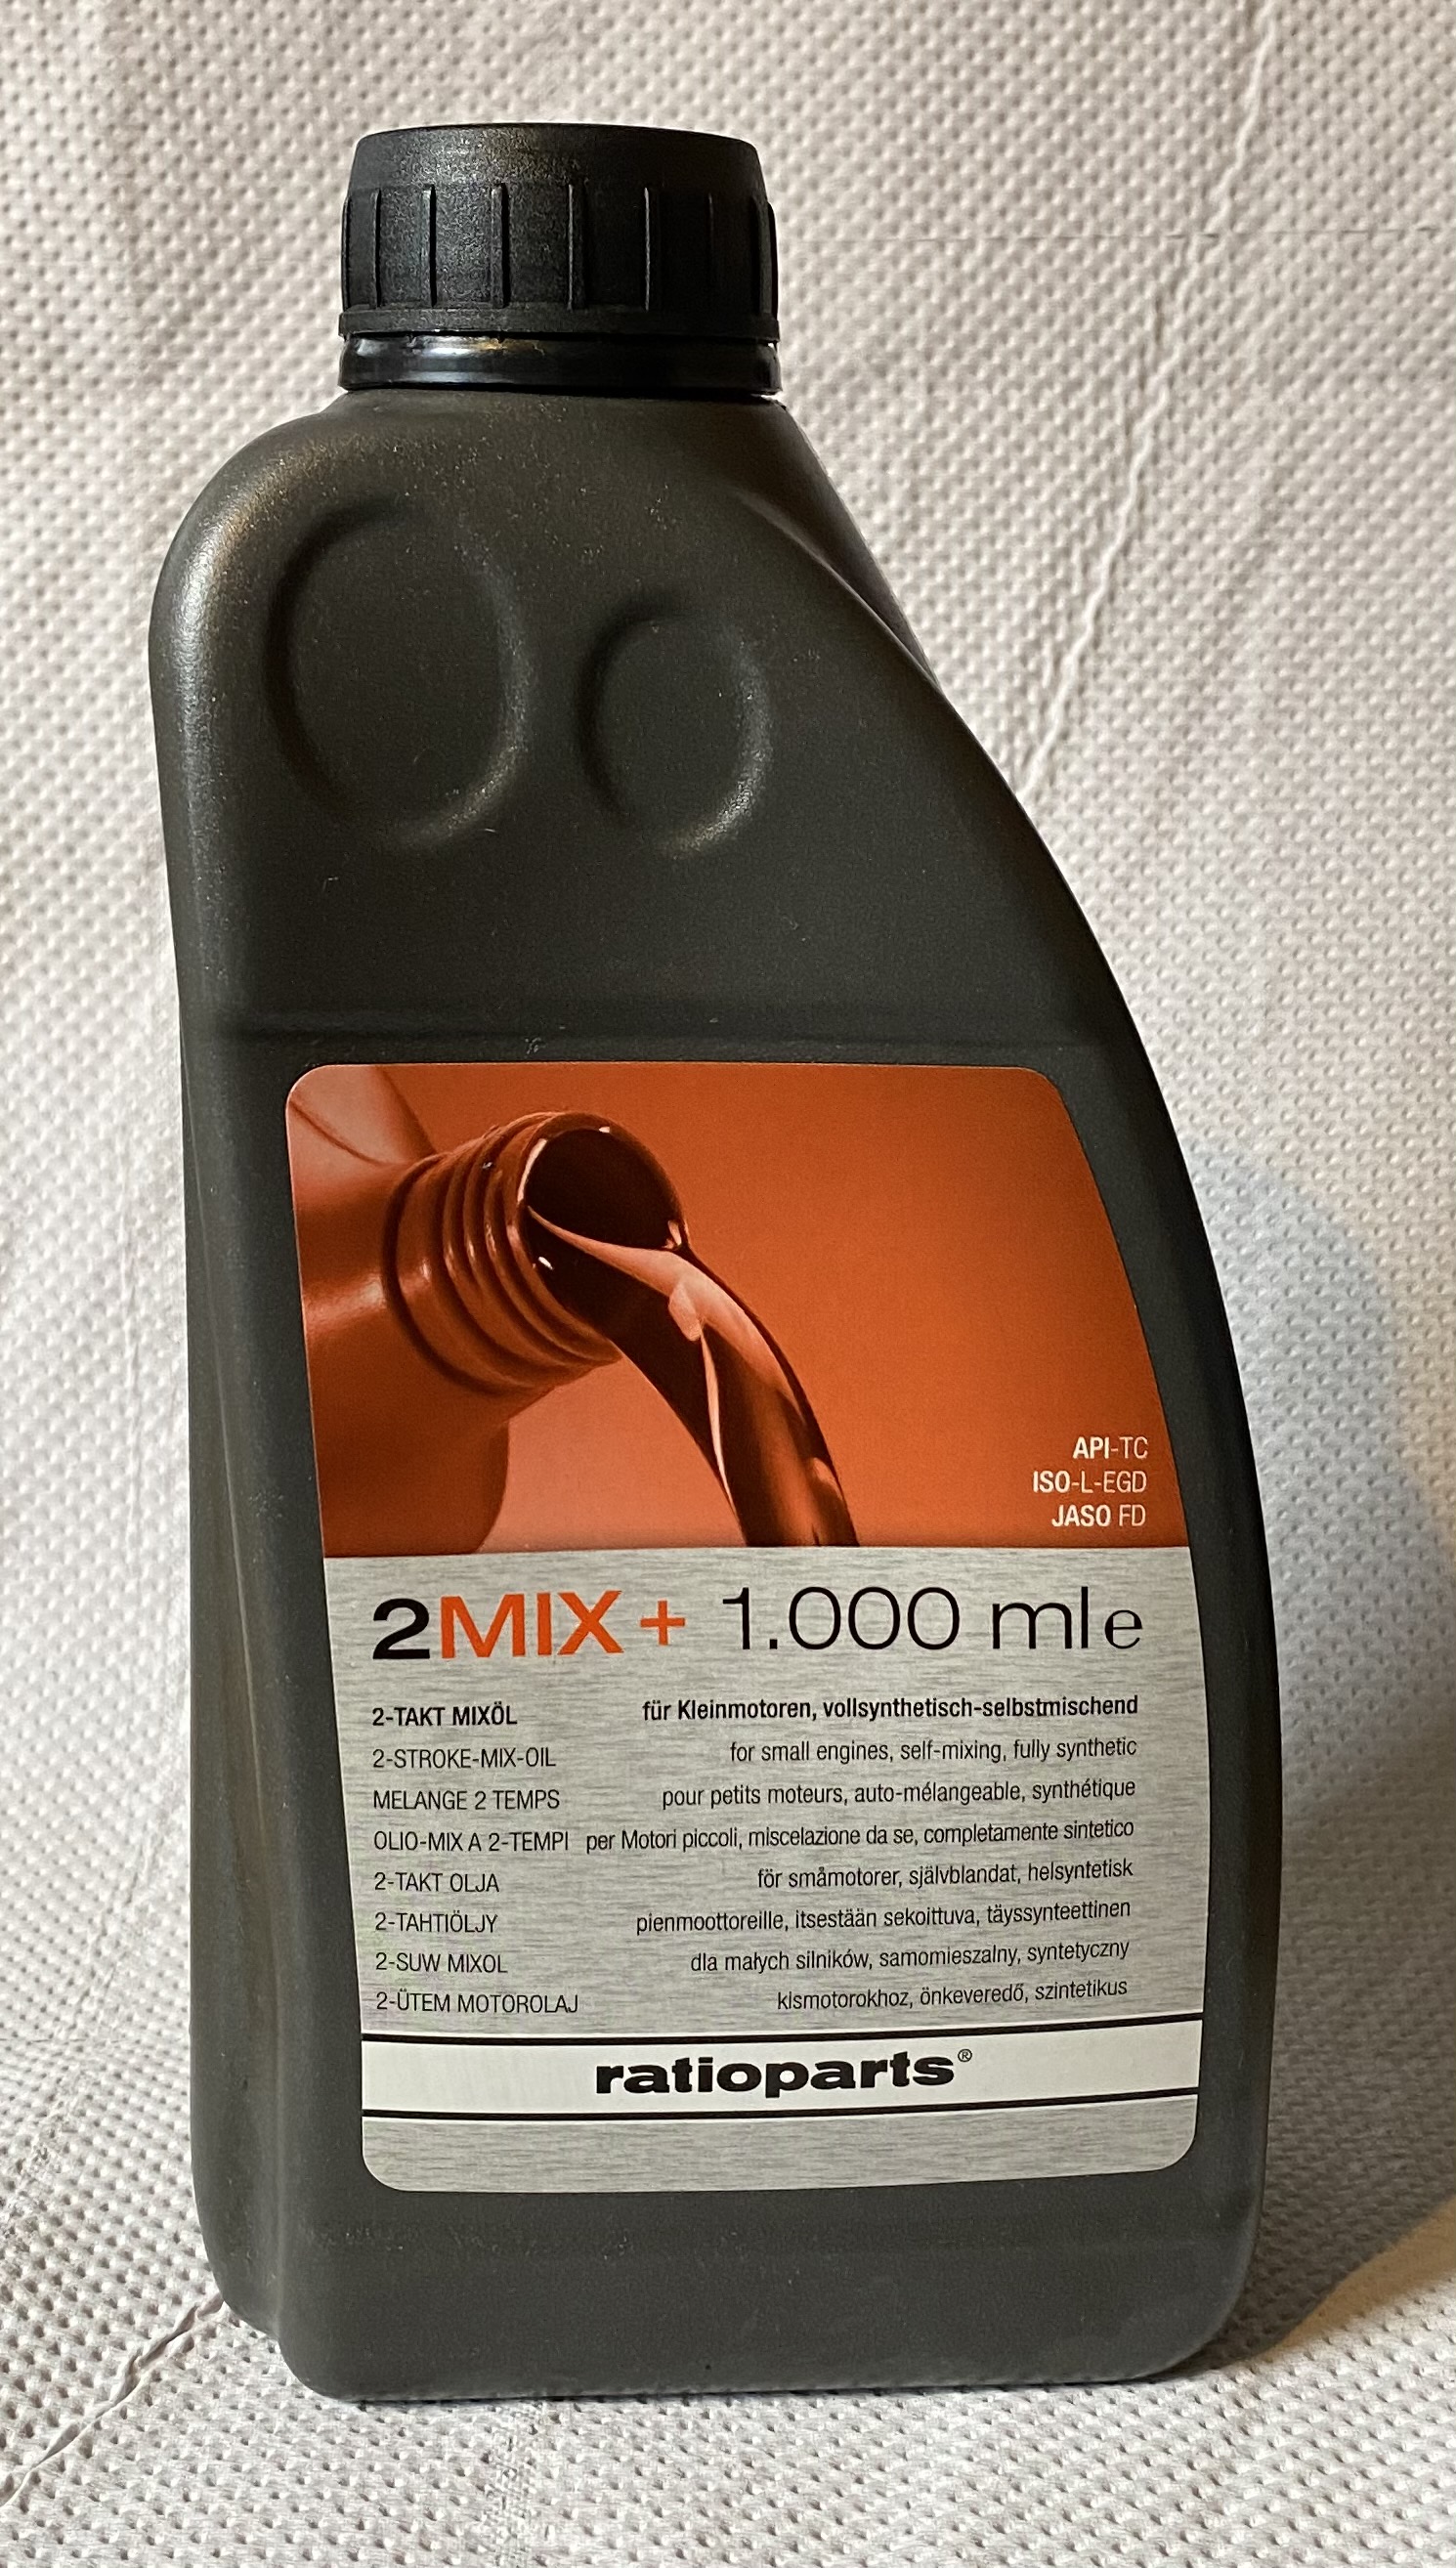 API-TC
ISO-L-EGD
JASO FD
2MIX + 1.000 ml e
2-TAKT MIXÖL für Kleinmotoren, vollsynthetisch-selbstmischend
2-STROKE-MIX-OIL for small engines, self-mixing, fully synthetic
MELANGE 2 TEMPS pour petits moteurs, auto-mélangeable, synthétique
OLIO-MIX A 2-TEMPI per Motori piccoli, miscelazione da se, completamente sintetico
2-TAKT OLJA för småmotorer, självblandat, helsyntetisk
2-TAHTIÖLJY pienmoottoreille, itsestään sekoittuva, täyssynteettinen
2-SUW MIXOL dla małych silników, samomieszalny, syntetyczny
2-ÜTEM MOTOROLAJ kismotorokhoz, önkeveredő, szintetikus
ratioparts®